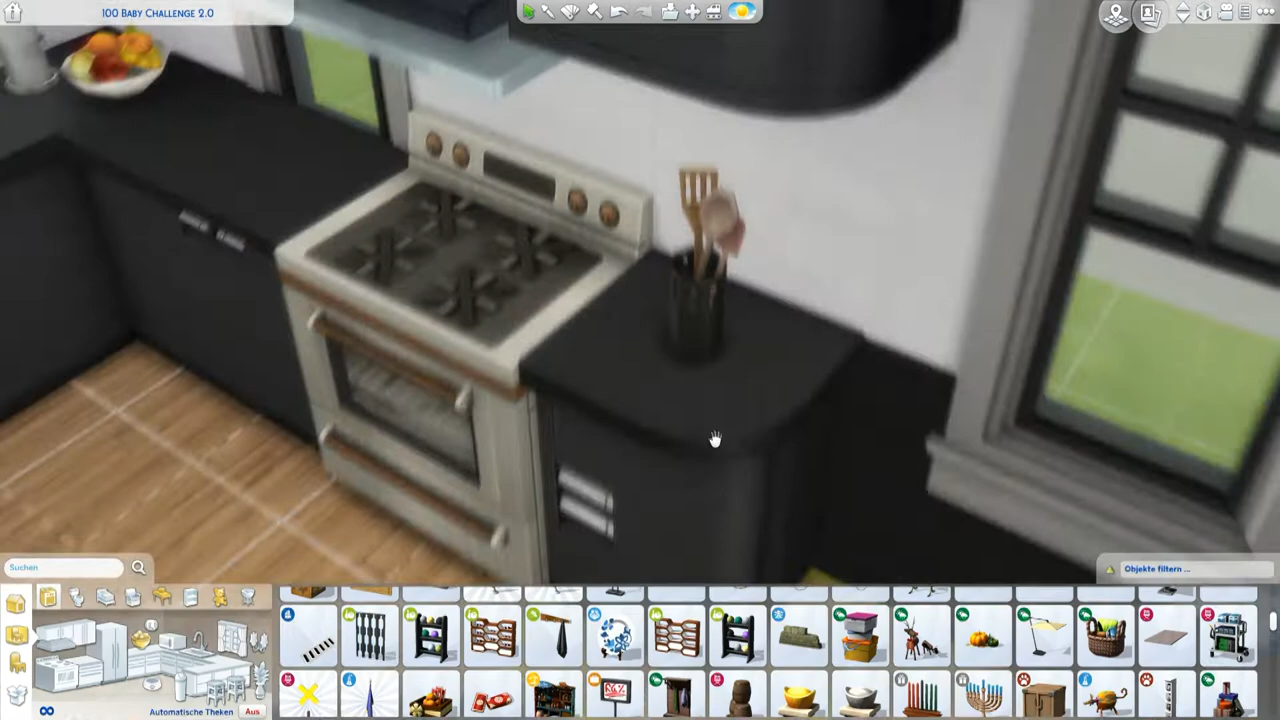 100 BABY CHALLENGE 2.0
Suchen
Objekte filtern ...
Automatische Theken Aus